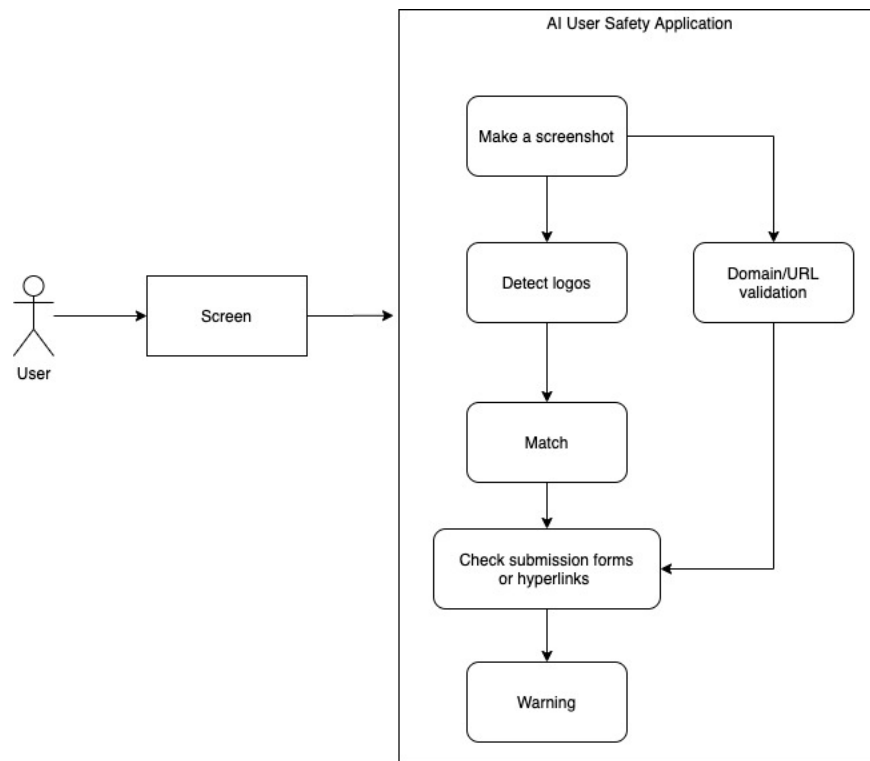 AI User Safety Application
Make a screenshot
Detect logos
Domain/URL
validation
Screen
User
Match
Check submission forms
or hyperlinks
Warning